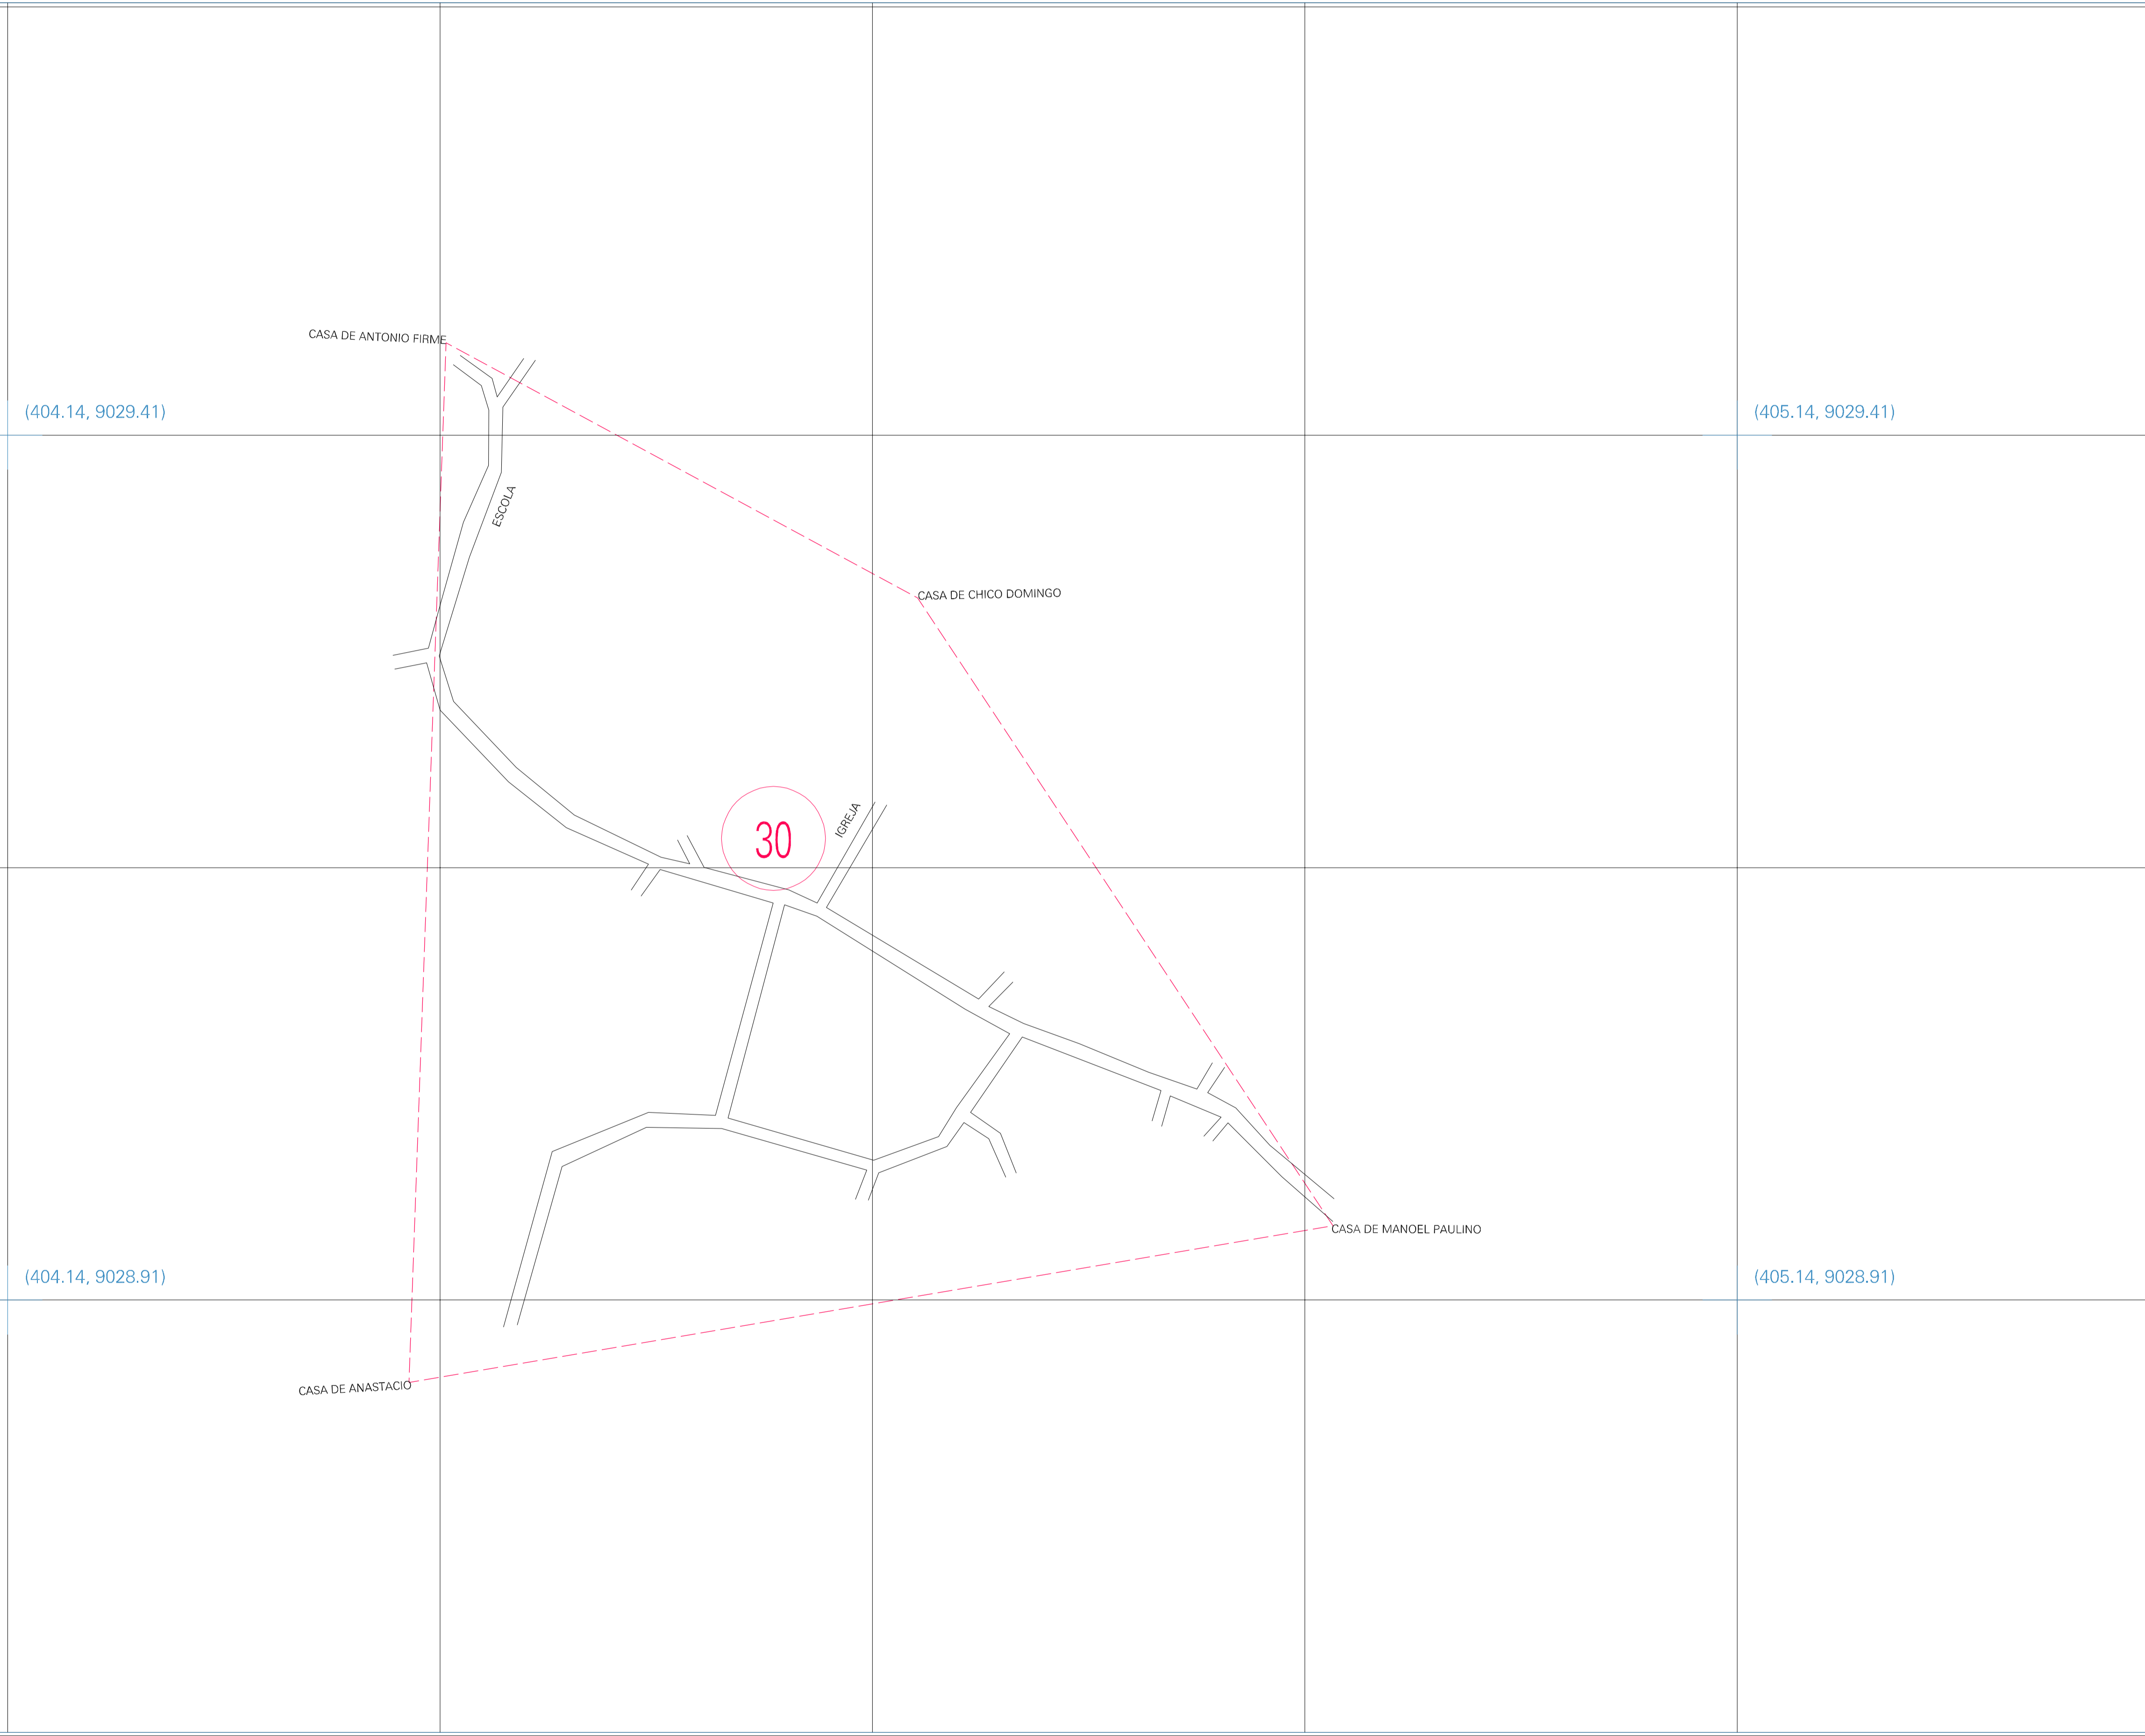 CASA DE ANTONIO FIRME
(404.14, 9029.41)
(405.14, 9029.41)
ESCOLA
CASA DE CHICO DOMINGO
IGREJA
30
CASA DE MANOEL PAULINO
(404.14, 9028.91)
(405.14, 9028.91)
CASA DE ANASTACIO